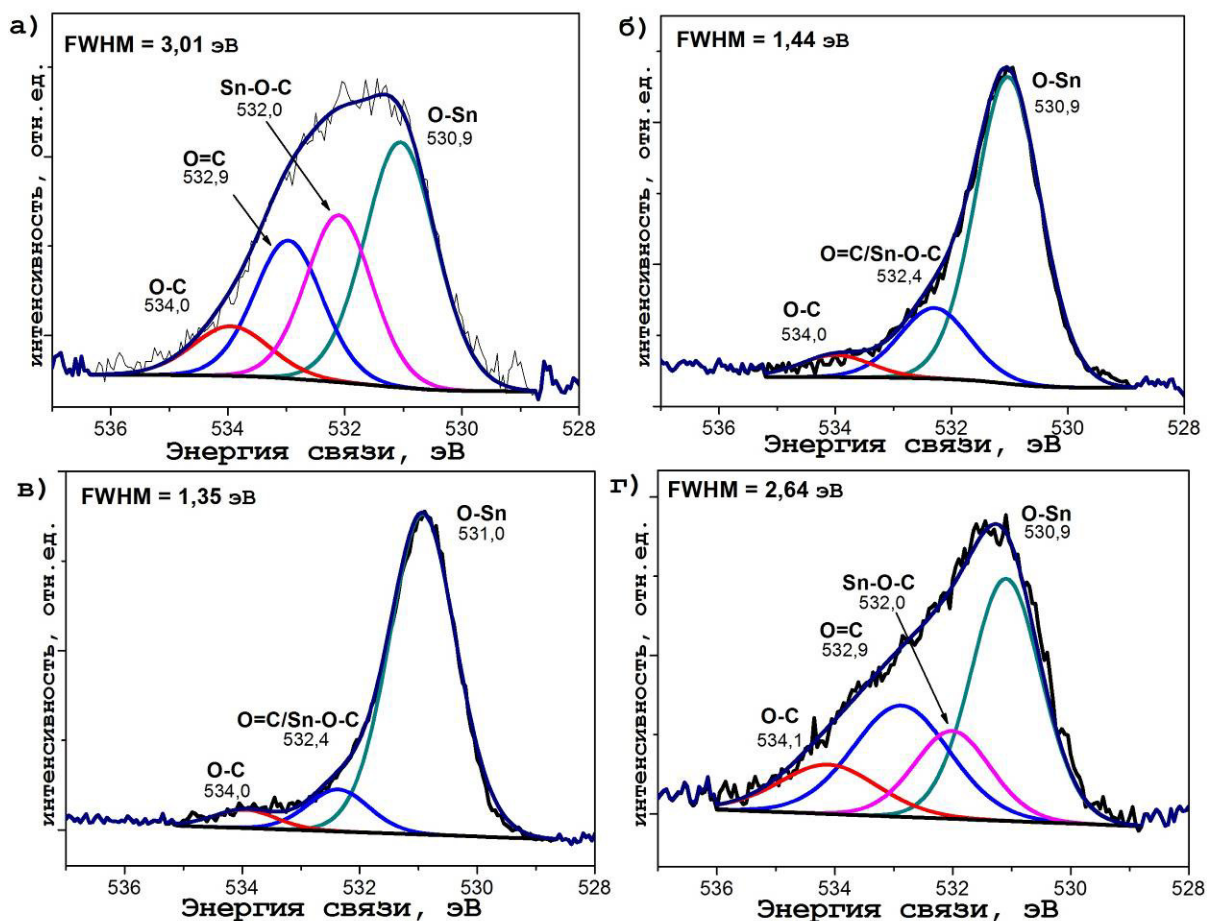 а)
FWHM = 3,01 эВ
Sn-O-C
532,0
O-Sn
530,9
O=C
532,9
O-C
534,0
интенсивность, отн.ед.
536 534 532 530 528
Энергия связи, эВ
б)
FWHM = 1,44 эВ
O-Sn
530,9
O=C/Sn-O-C
532,4
O-C
534,0
интенсивность, отн.ед.
536 534 532 530 528
Энергия связи, эВ
в)
FWHM = 1,35 эВ
O-Sn
531,0
O=C/Sn-O-C
532,4
O-C
534,0
интенсивность, отн.ед.
536 534 532 530 528
Энергия связи, эВ
г)
FWHM = 2,64 эВ
O-Sn
530,9
Sn-O-C
532,0
O=C
532,9
O-C
534,1
интенсивность, отн.ед.
536 534 532 530 528
Энергия связи, эВ